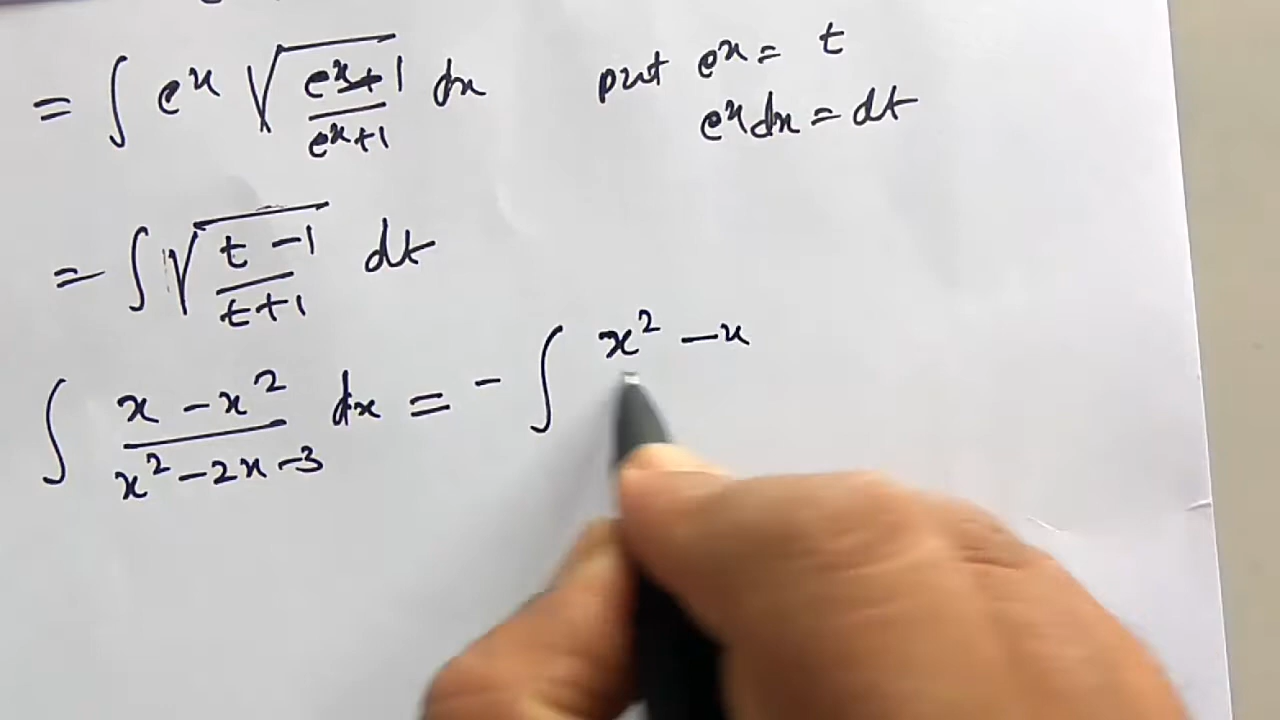 = ∫ eˣ √((eˣ-1)/(eˣ+1)) dx put eˣ = t
eˣdx = dt
= ∫ √((t-1)/(t+1)) dt
∫ (x-x²)/(x²-2x-3) dx = - ∫ x² -x